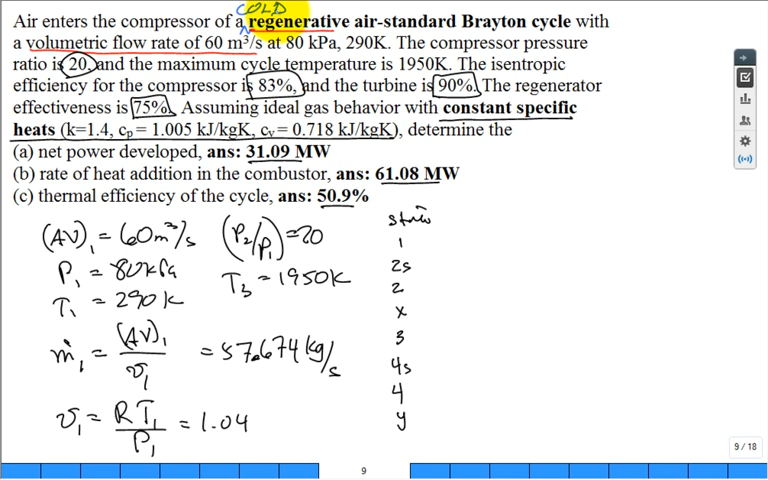 COLD
Air enters the compressor of a regenerative air-standard Brayton cycle with
a volumetric flow rate of 60 m³/s at 80 kPa, 290K. The compressor pressure
ratio is 20, and the maximum cycle temperature is 1950K. The isentropic
efficiency for the compressor is 83%, and the turbine is 90%. The regenerator
effectiveness is 75%. Assuming ideal gas behavior with constant specific
heats (k=1.4, cp = 1.005 kJ/kgK, cv = 0.718 kJ/kgK), determine the
(a) net power developed, ans: 31.09 MW
(b) rate of heat addition in the combustor, ans: 61.08 MW
(c) thermal efficiency of the cycle, ans: 50.9%
(AV)₁ = 60m³/s (P₂/P₁) = 20
P₁ = 80kPa T₃ = 1950K
T₁ = 290K
ṁ₁ = (AV)₁ / v₁ = 57.674 kg/s
v₁ = RT₁ / P₁ = 1.04
State
1
2s
2
x
3
4s
4
y
9 / 18
9